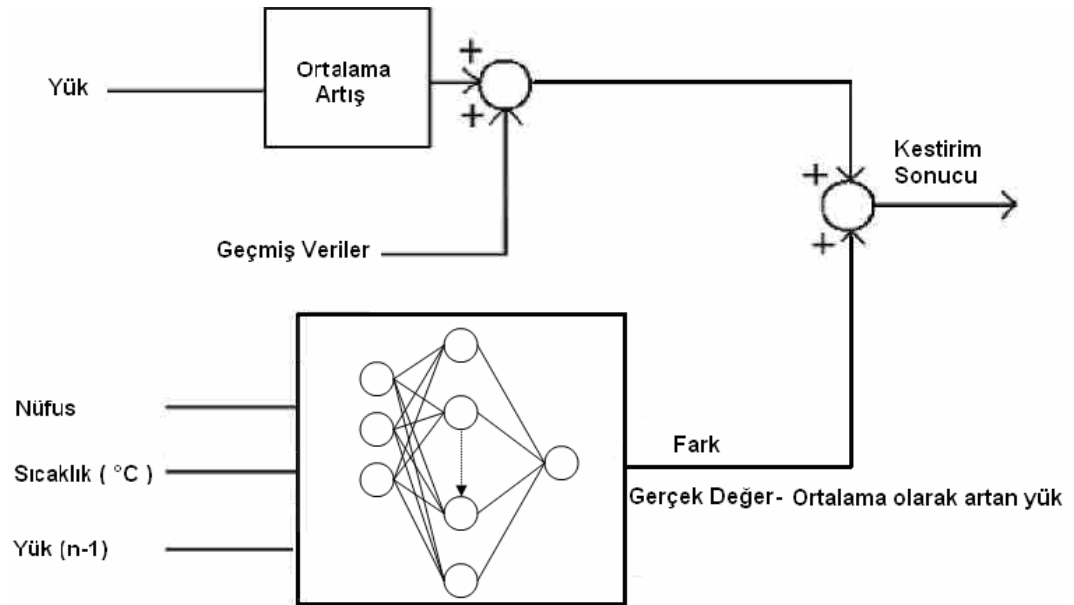 Yük
Ortalama
Artış
+
+
Geçmiş Veriler
+
+
Kestirim
Sonucu
Nüfus
Sıcaklık ( °C )
Yük (n-1)
Fark
Gerçek Değer - Ortalama olarak artan yük